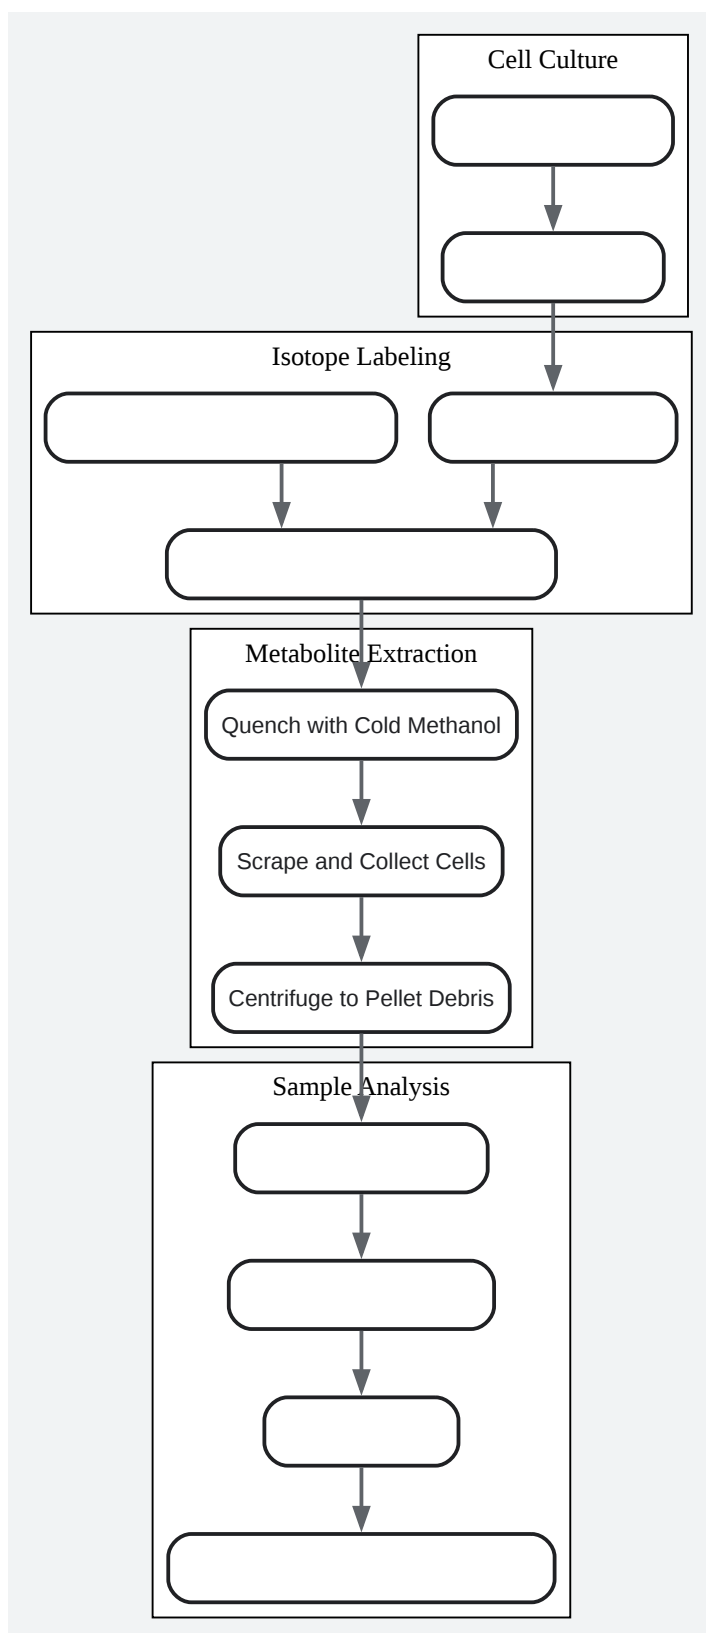 Cell Culture
Isotope Labeling
Metabolite Extraction
Quench with Cold Methanol
Scrape and Collect Cells
Centrifuge to Pellet Debris
Sample Analysis